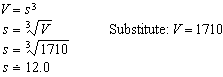 V = s³
s = ∛V Substitute: V = 1710
s = ∛1710
s ≐ 12.0